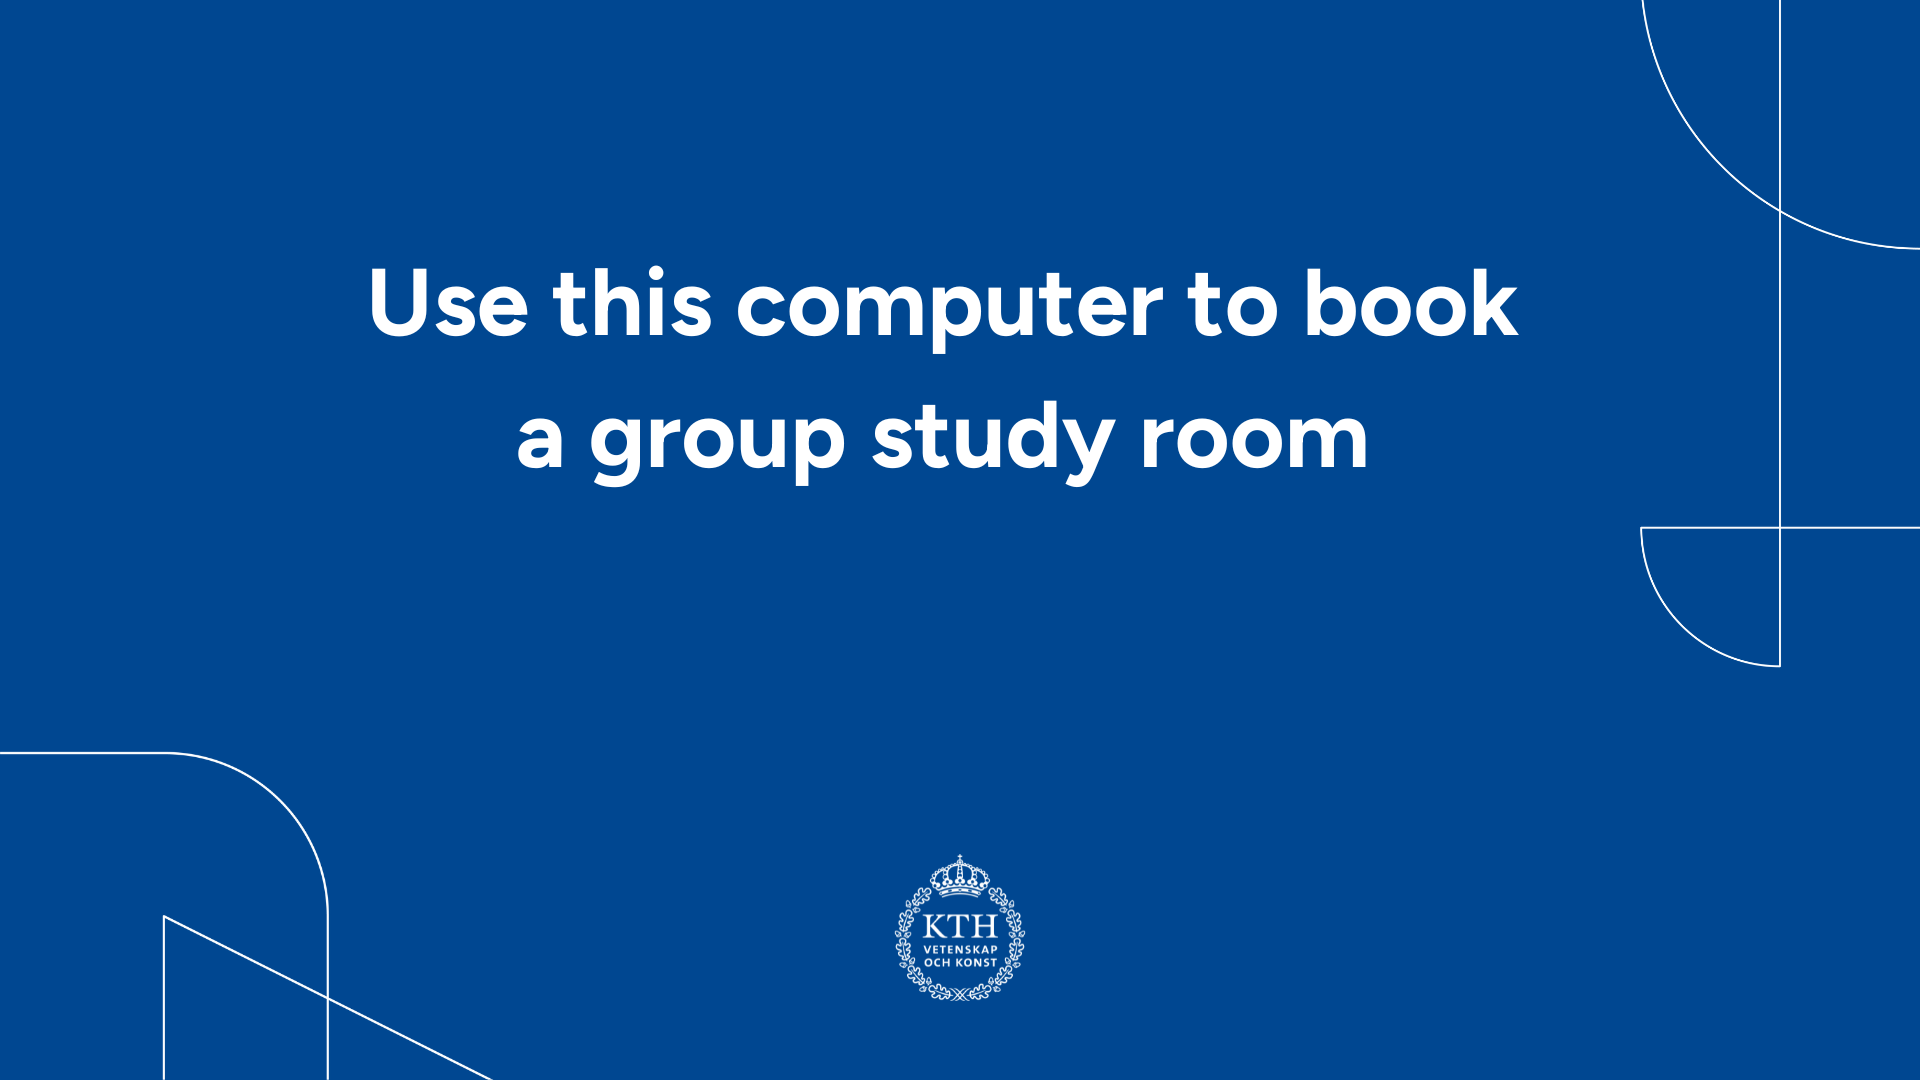 Use this computer to book
a group study room
KTH
VETENSKAP
OCH KONST